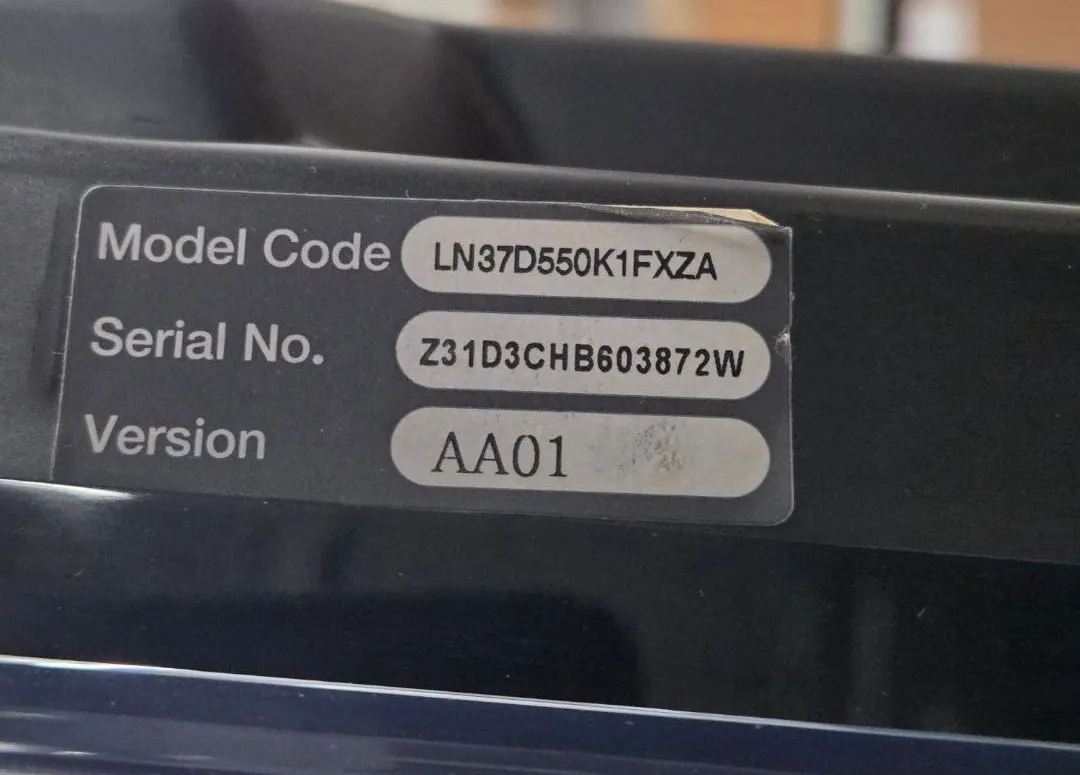 Model Code LN37D550K1FXZA
Serial No. Z31D3CHB603872W
Version AA01